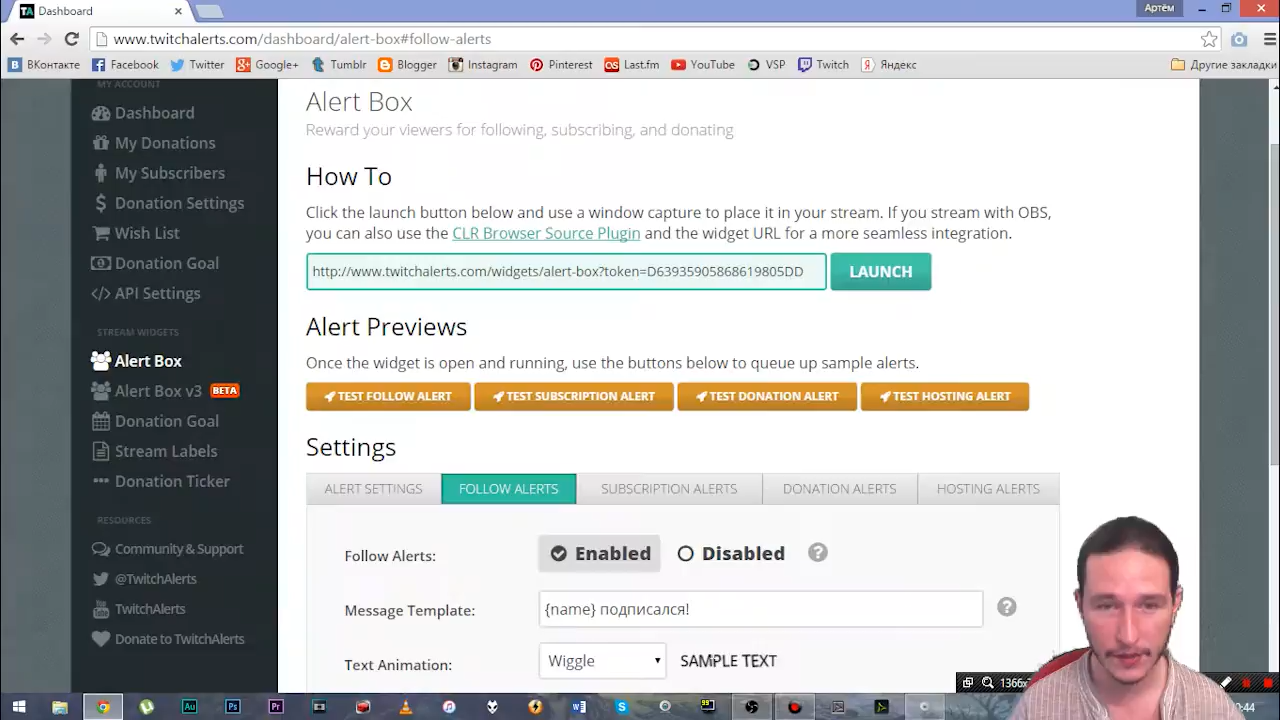 Dashboard
Артём
www.twitchalerts.com/dashboard/alert-box#follow-alerts
ВКонтакте Facebook Twitter Google+ Tumblr Blogger Instagram Pinterest Last.fm YouTube VSP Twitch Яндекс Другие закладки
MY ACCOUNT
Dashboard
My Donations
My Subscribers
Donation Settings
Wish List
Donation Goal
API Settings
STREAM WIDGETS
Alert Box
Alert Box v3 BETA
Donation Goal
Stream Labels
Donation Ticker
RESOURCES
Community & Support
@TwitchAlerts
TwitchAlerts
Donate to TwitchAlerts
Alert Box
Reward your viewers for following, subscribing, and donating
How To
Click the launch button below and use a window capture to place it in your stream. If you stream with OBS,
you can also use the CLR Browser Source Plugin and the widget URL for a more seamless integration.
http://www.twitchalerts.com/widgets/alert-box?token=D63935905868619805DD LAUNCH
Alert Previews
Once the widget is open and running, use the buttons below to queue up sample alerts.
TEST FOLLOW ALERT TEST SUBSCRIPTION ALERT TEST DONATION ALERT TEST HOSTING ALERT
Settings
ALERT SETTINGS FOLLOW ALERTS SUBSCRIPTION ALERTS DONATION ALERTS HOSTING ALERTS
Follow Alerts: Enabled Disabled
Message Template: {name} подписался!
Text Animation: Wiggle SAMPLE TEXT